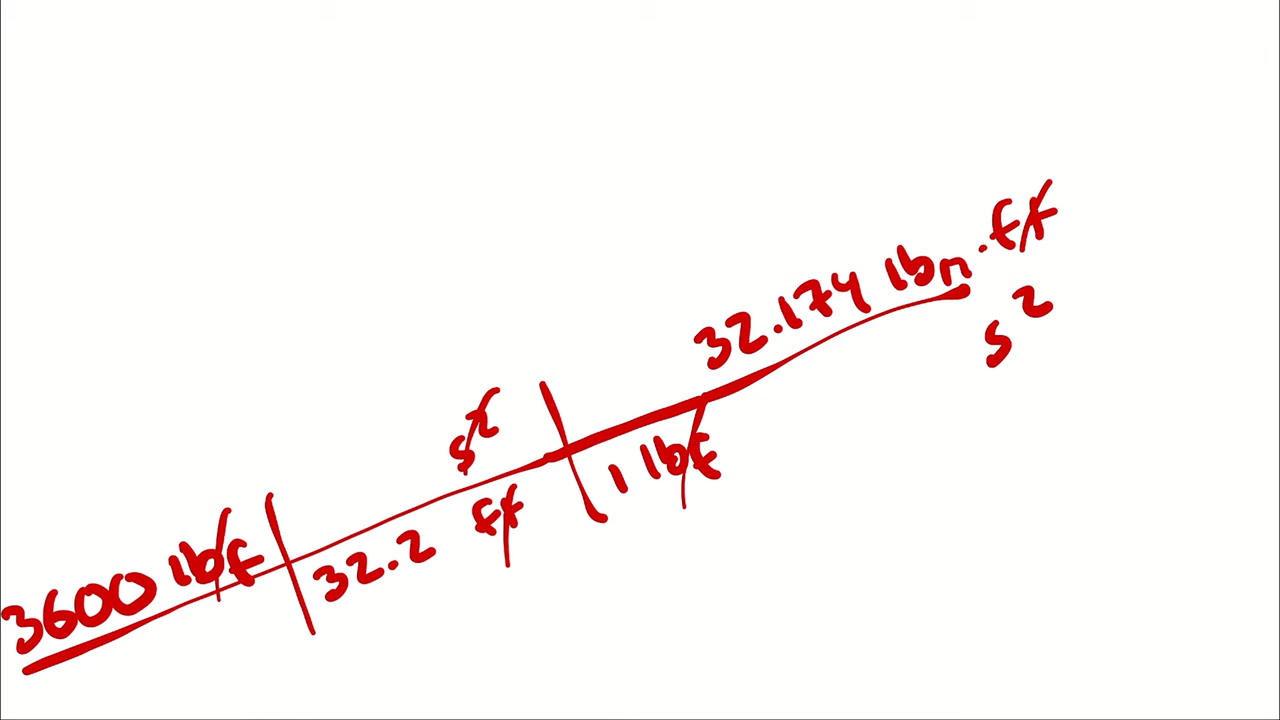 3600 lbf s² 32.174 lbm · ft
32.2 ft 1 lbf s²